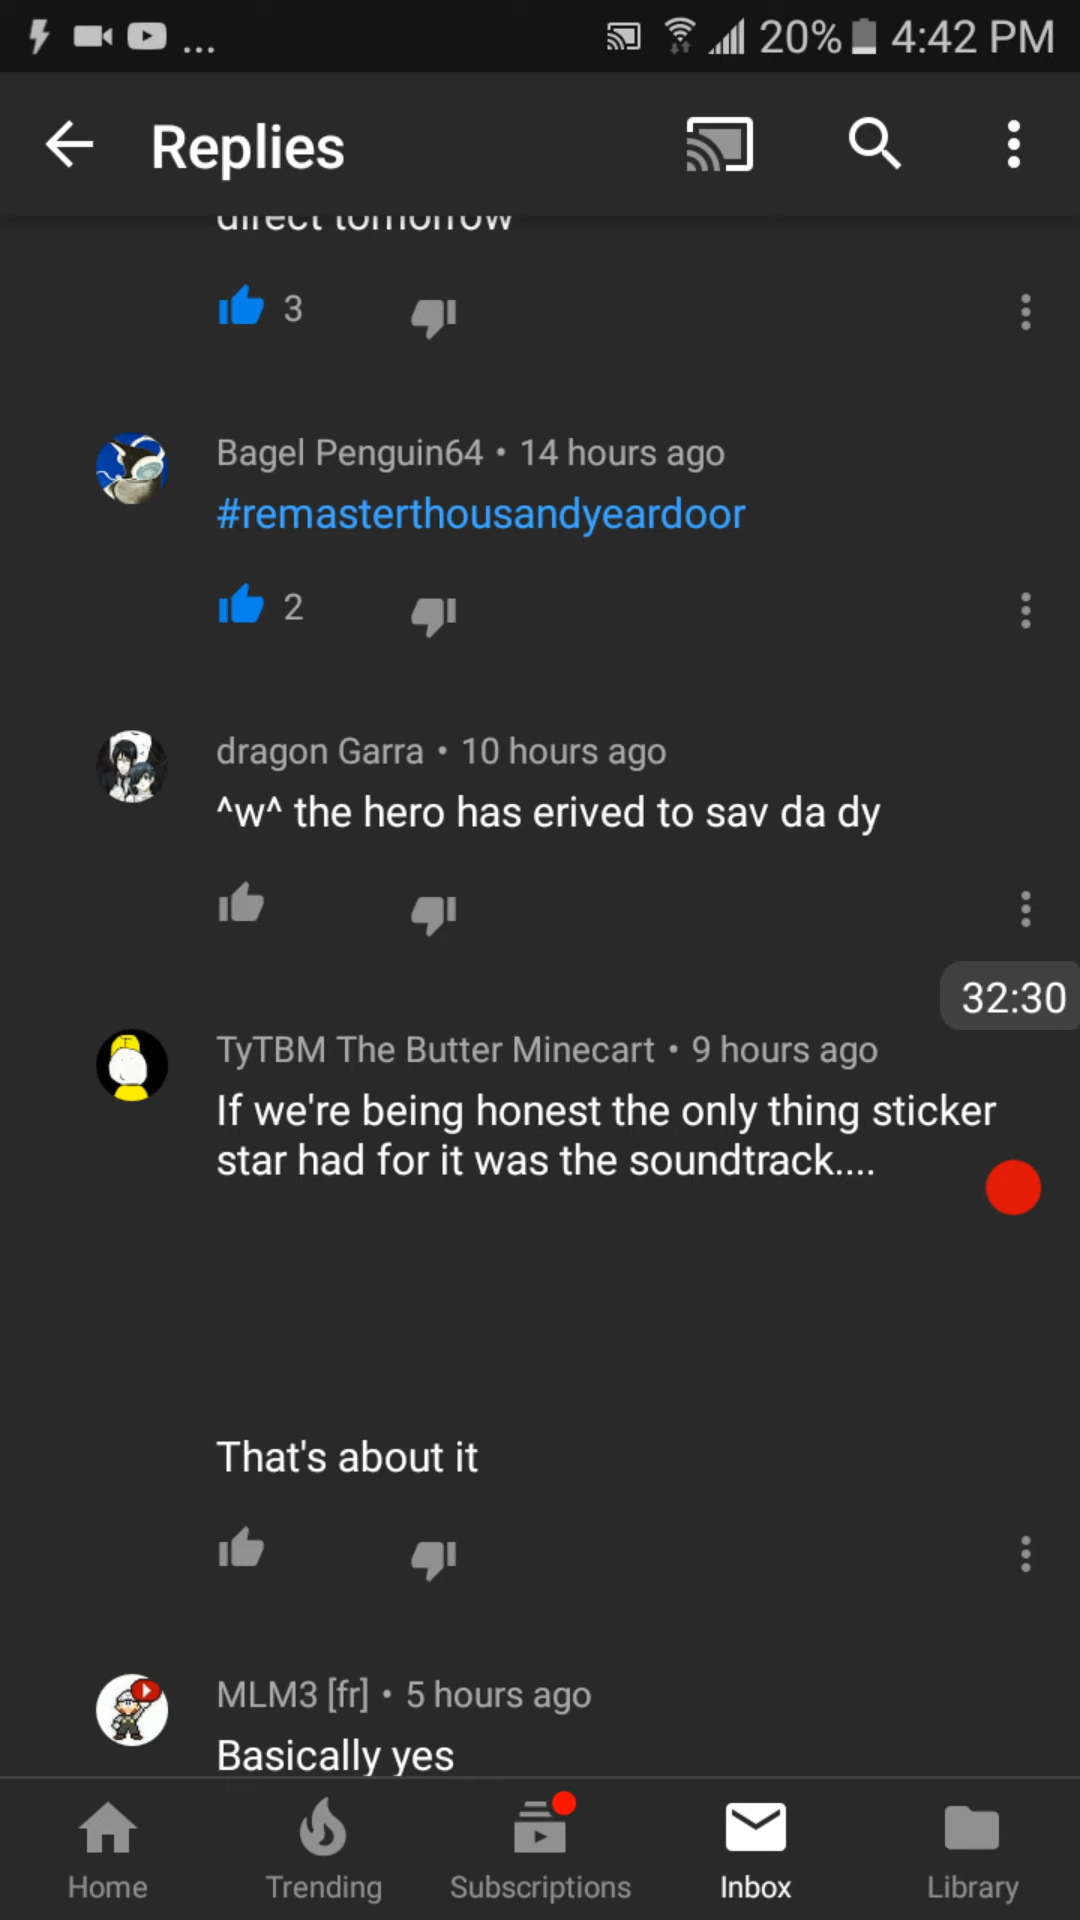 ... 20% 4:42 PM
Replies
direct tomorrow
3
Bagel Penguin64 • 14 hours ago
#remasterthousandyeardoor
2
dragon Garra • 10 hours ago
^w^ the hero has erived to sav da dy
32:30
TyTBM The Butter Minecart • 9 hours ago
If we're being honest the only thing sticker
star had for it was the soundtrack....
That's about it
MLM3 [fr] • 5 hours ago
Basically yes
Home Trending Subscriptions Inbox Library